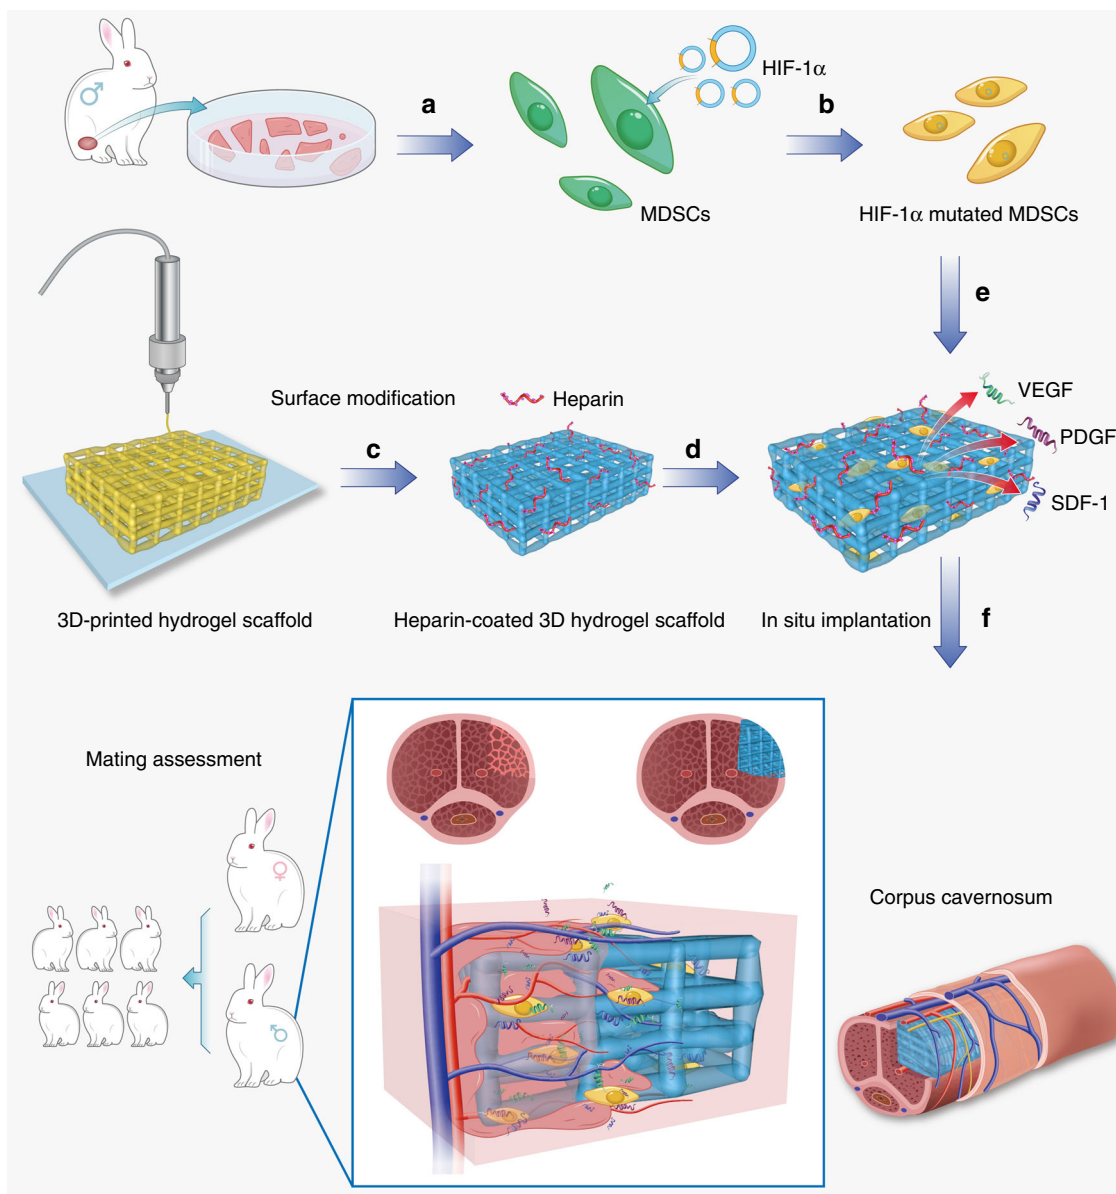 a
HIF-1α
b
MDSCs
HIF-1α mutated MDSCs
e
Surface modification
Heparin
VEGF
PDGF
c
d
SDF-1
3D-printed hydrogel scaffold
Heparin-coated 3D hydrogel scaffold
In situ implantation
f
Mating assessment
Corpus cavernosum